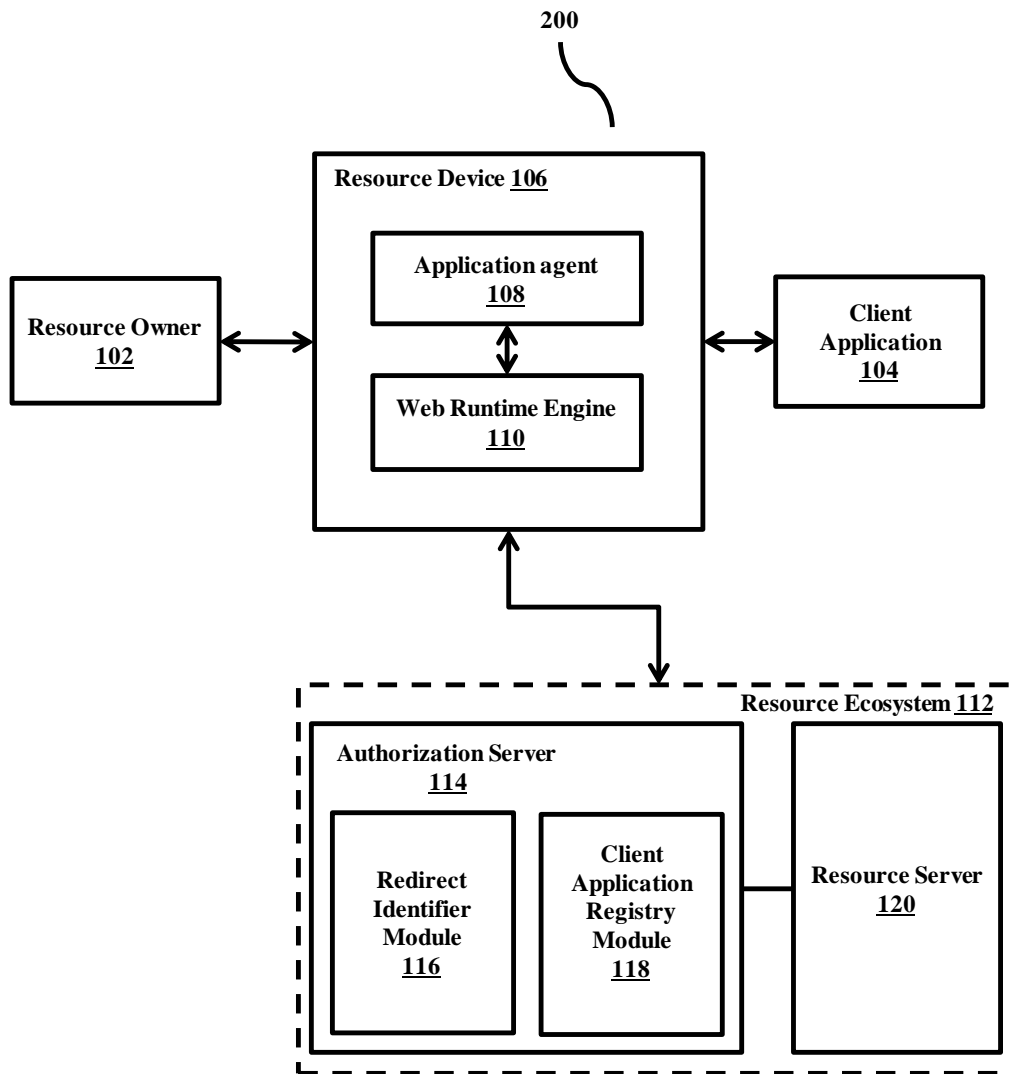 200
Resource Device 106
Application agent
108
Resource Owner
102
Client
Application
104
Web Runtime Engine
110
Resource Ecosystem 112
Authorization Server
114
Redirect
Identifier
Module
116
Client
Application
Registry
Module
118
Resource Server
120